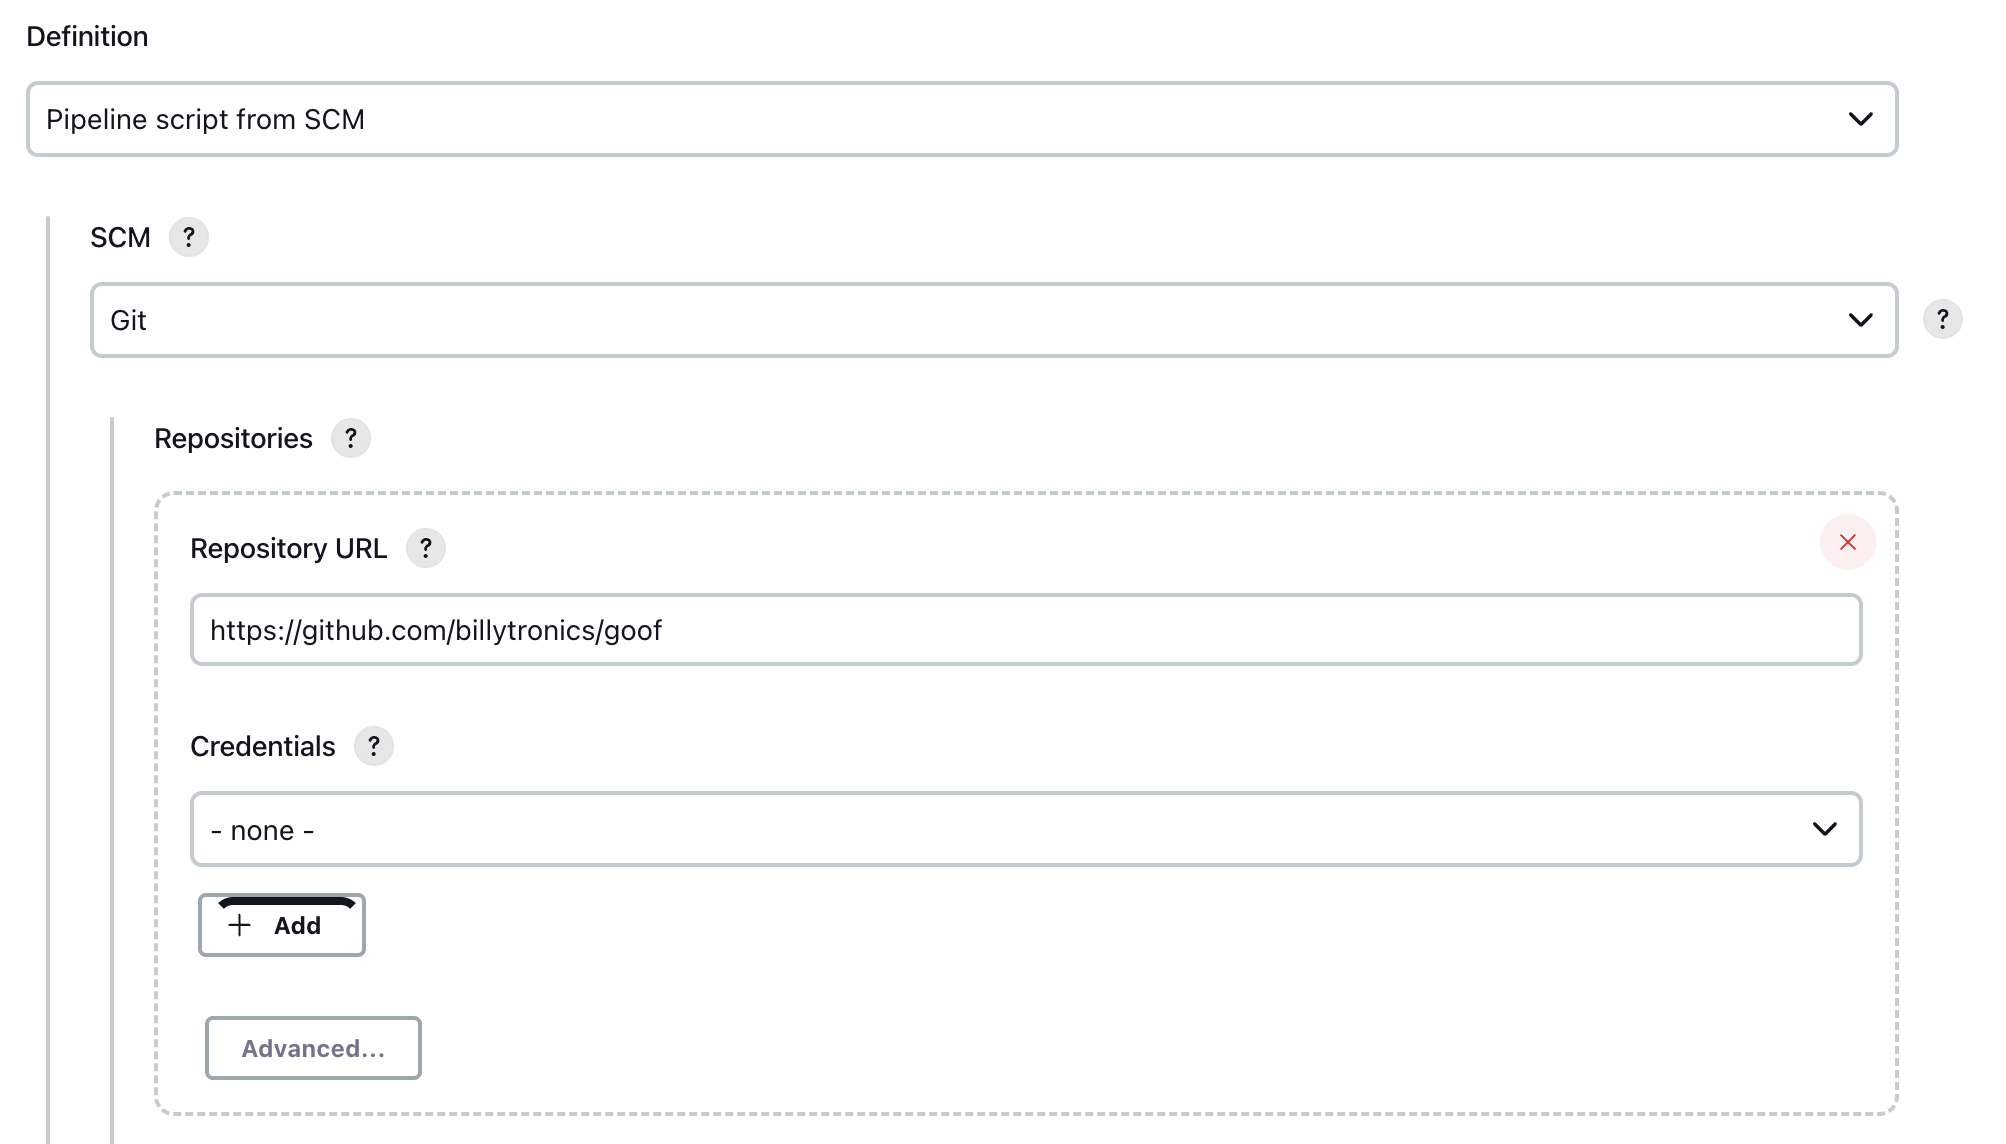 Definition
Pipeline script from SCM
SCM ?
Git
?
Repositories ?
Repository URL ?
https://github.com/billytronics/goof
Credentials ?
- none -
Add
Advanced...